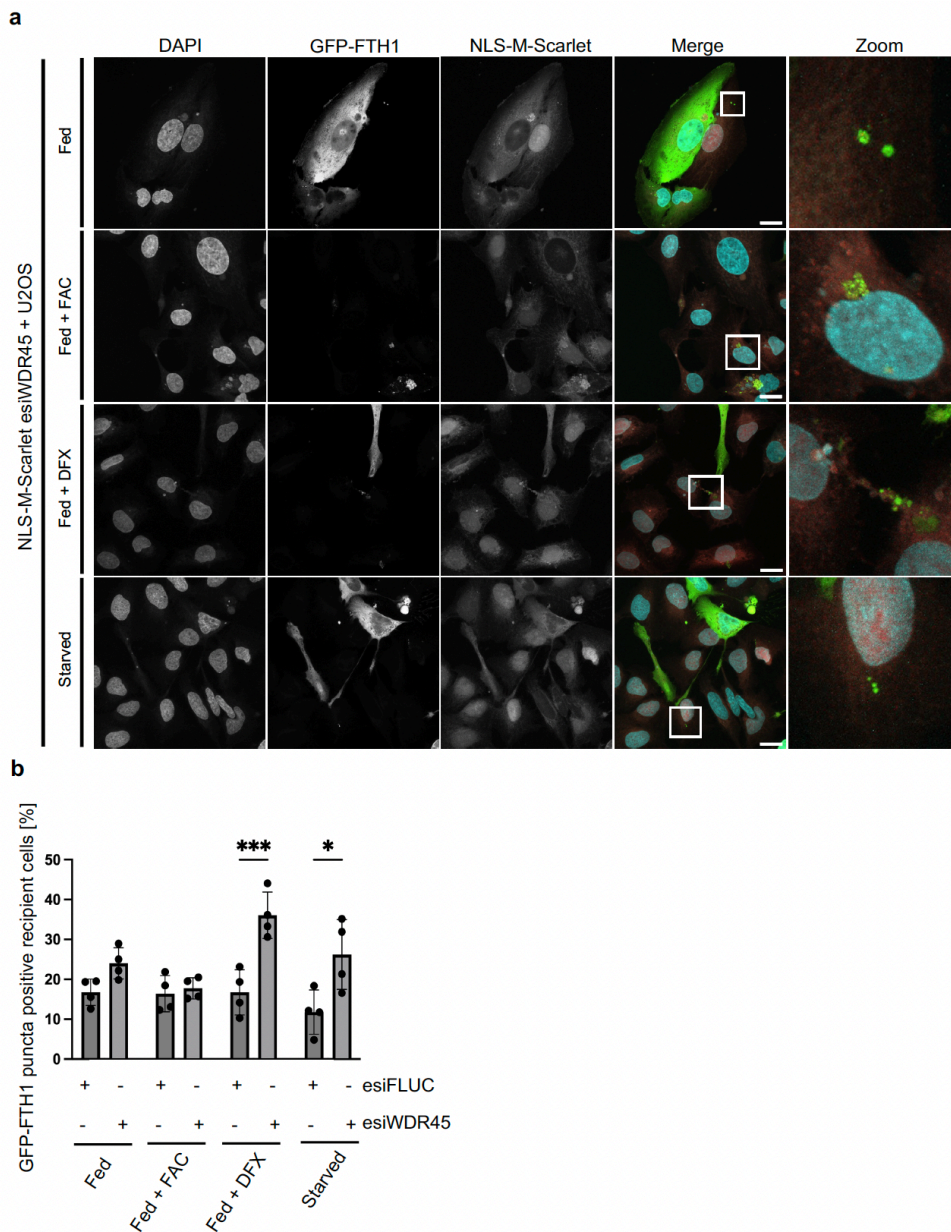 a
DAPI GFP-FTH1 NLS-M-Scarlet Merge Zoom
NLS-M-Scarlet esiWDR45 + U2OS
Fed
Fed + FAC
Fed + DFX
Starved
b
GFP-FTH1 puncta positive recipient cells [%]
50
40
30
20
10
0
*** *
+ - + - + - + - esiFLUC
- + - + - + - + esiWDR45
Fed Fed + FAC Fed + DFX Starved